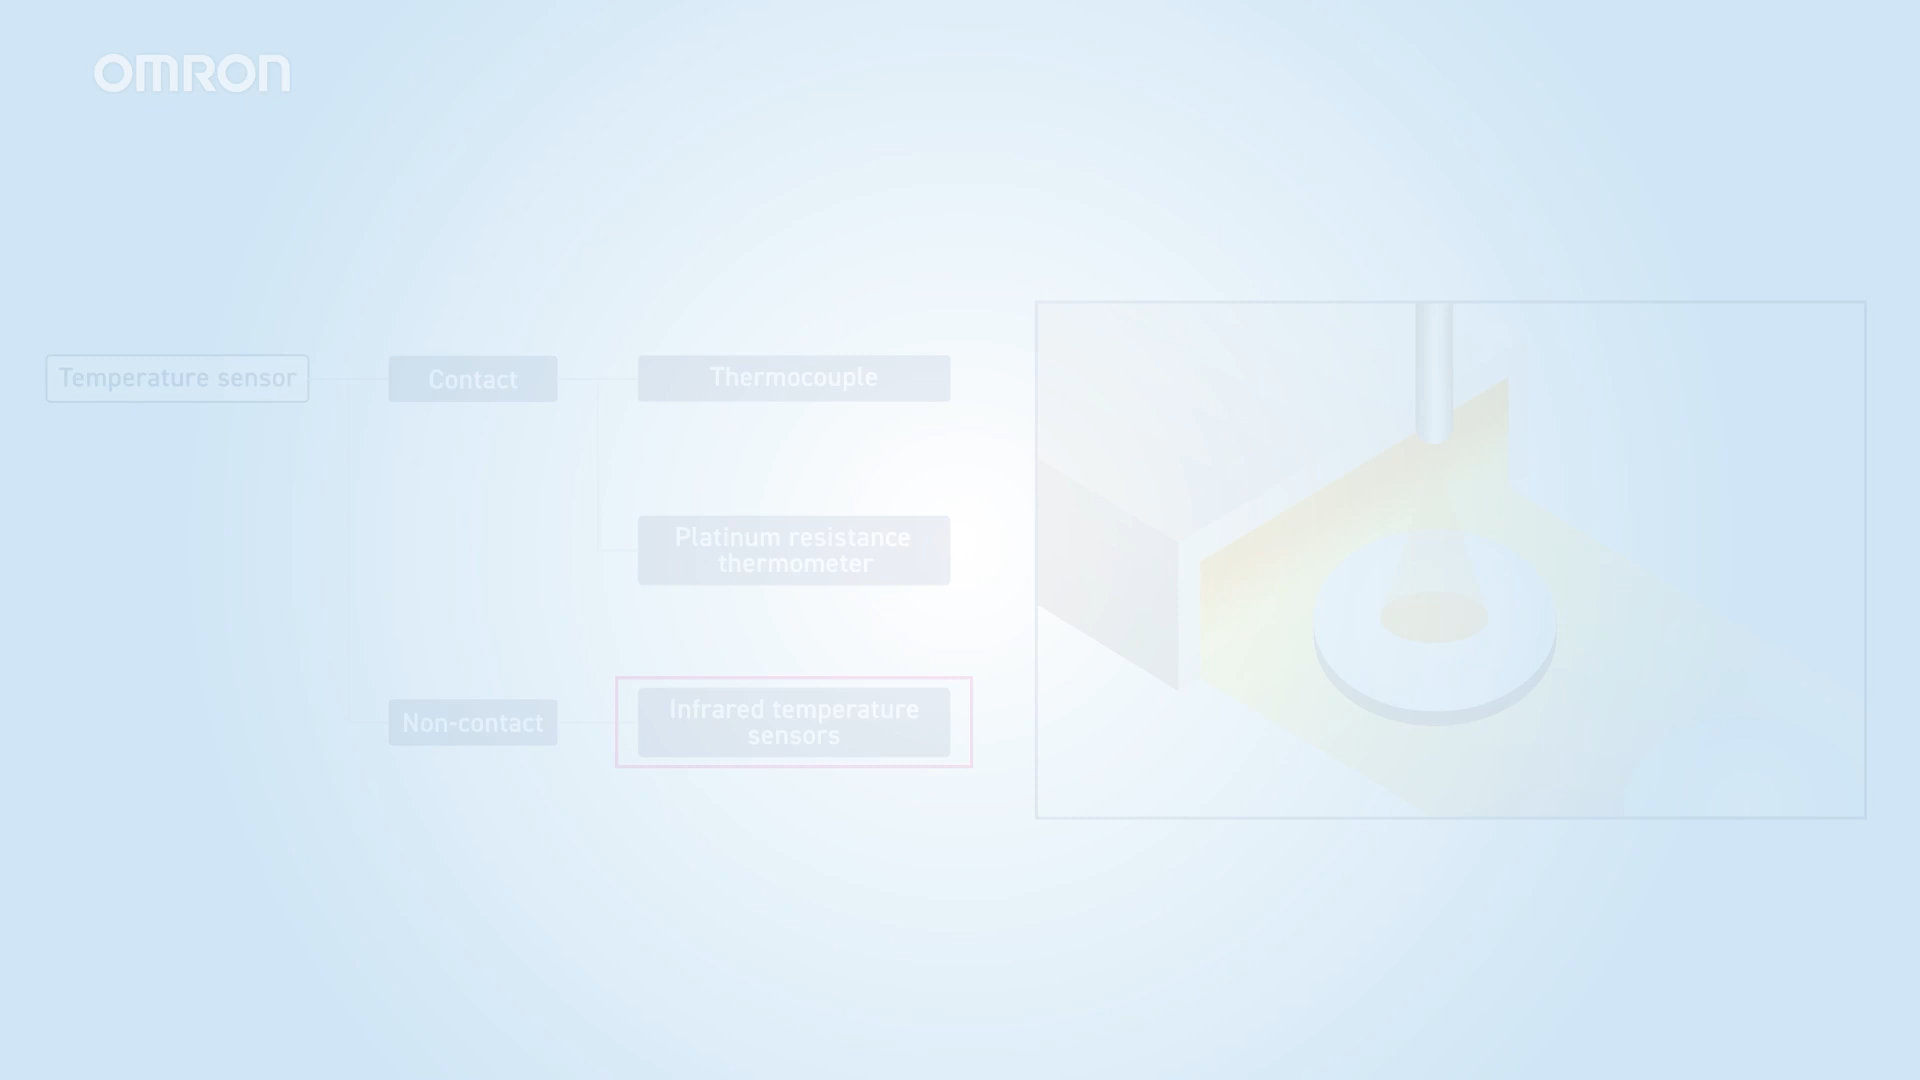 OMRON
Temperature sensor
Contact
Thermocouple
Platinum resistance
thermometer
Non-contact
Infrared temperature
sensors